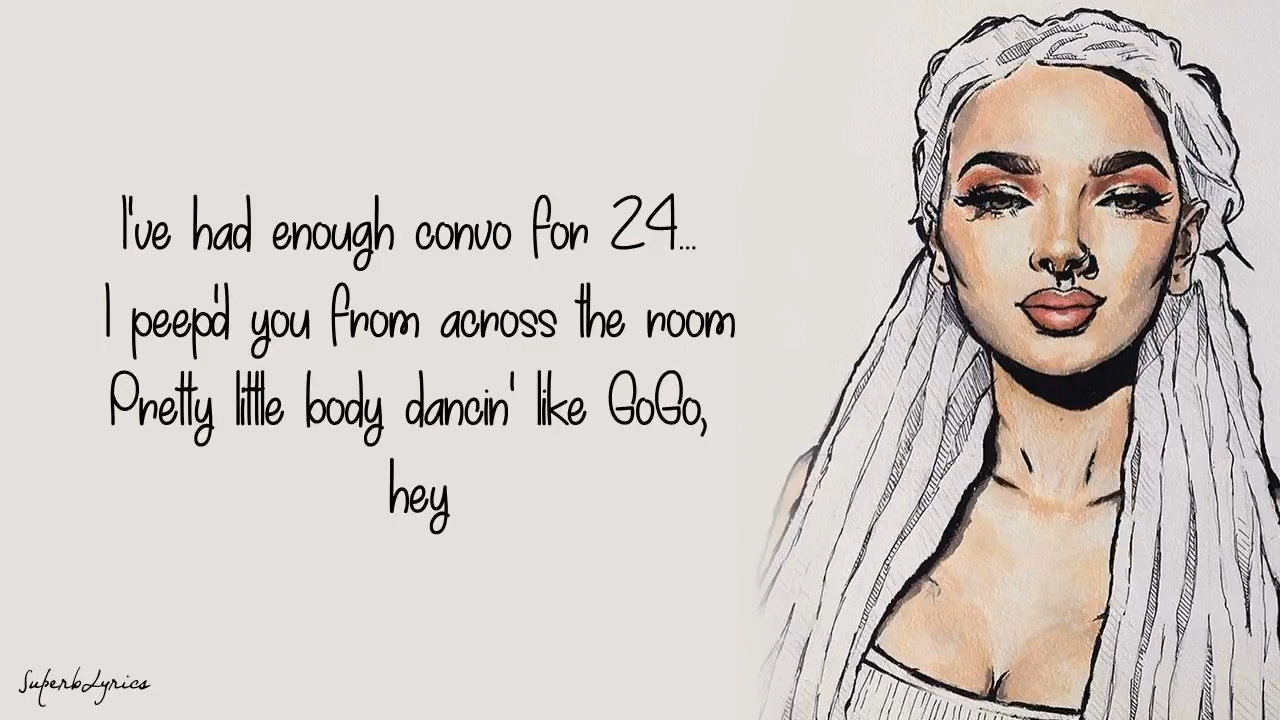 I've had enough convo for 24...
I peep'd you from across the room
Pretty little body dancin' like GoGo,
hey
SuperbLyrics